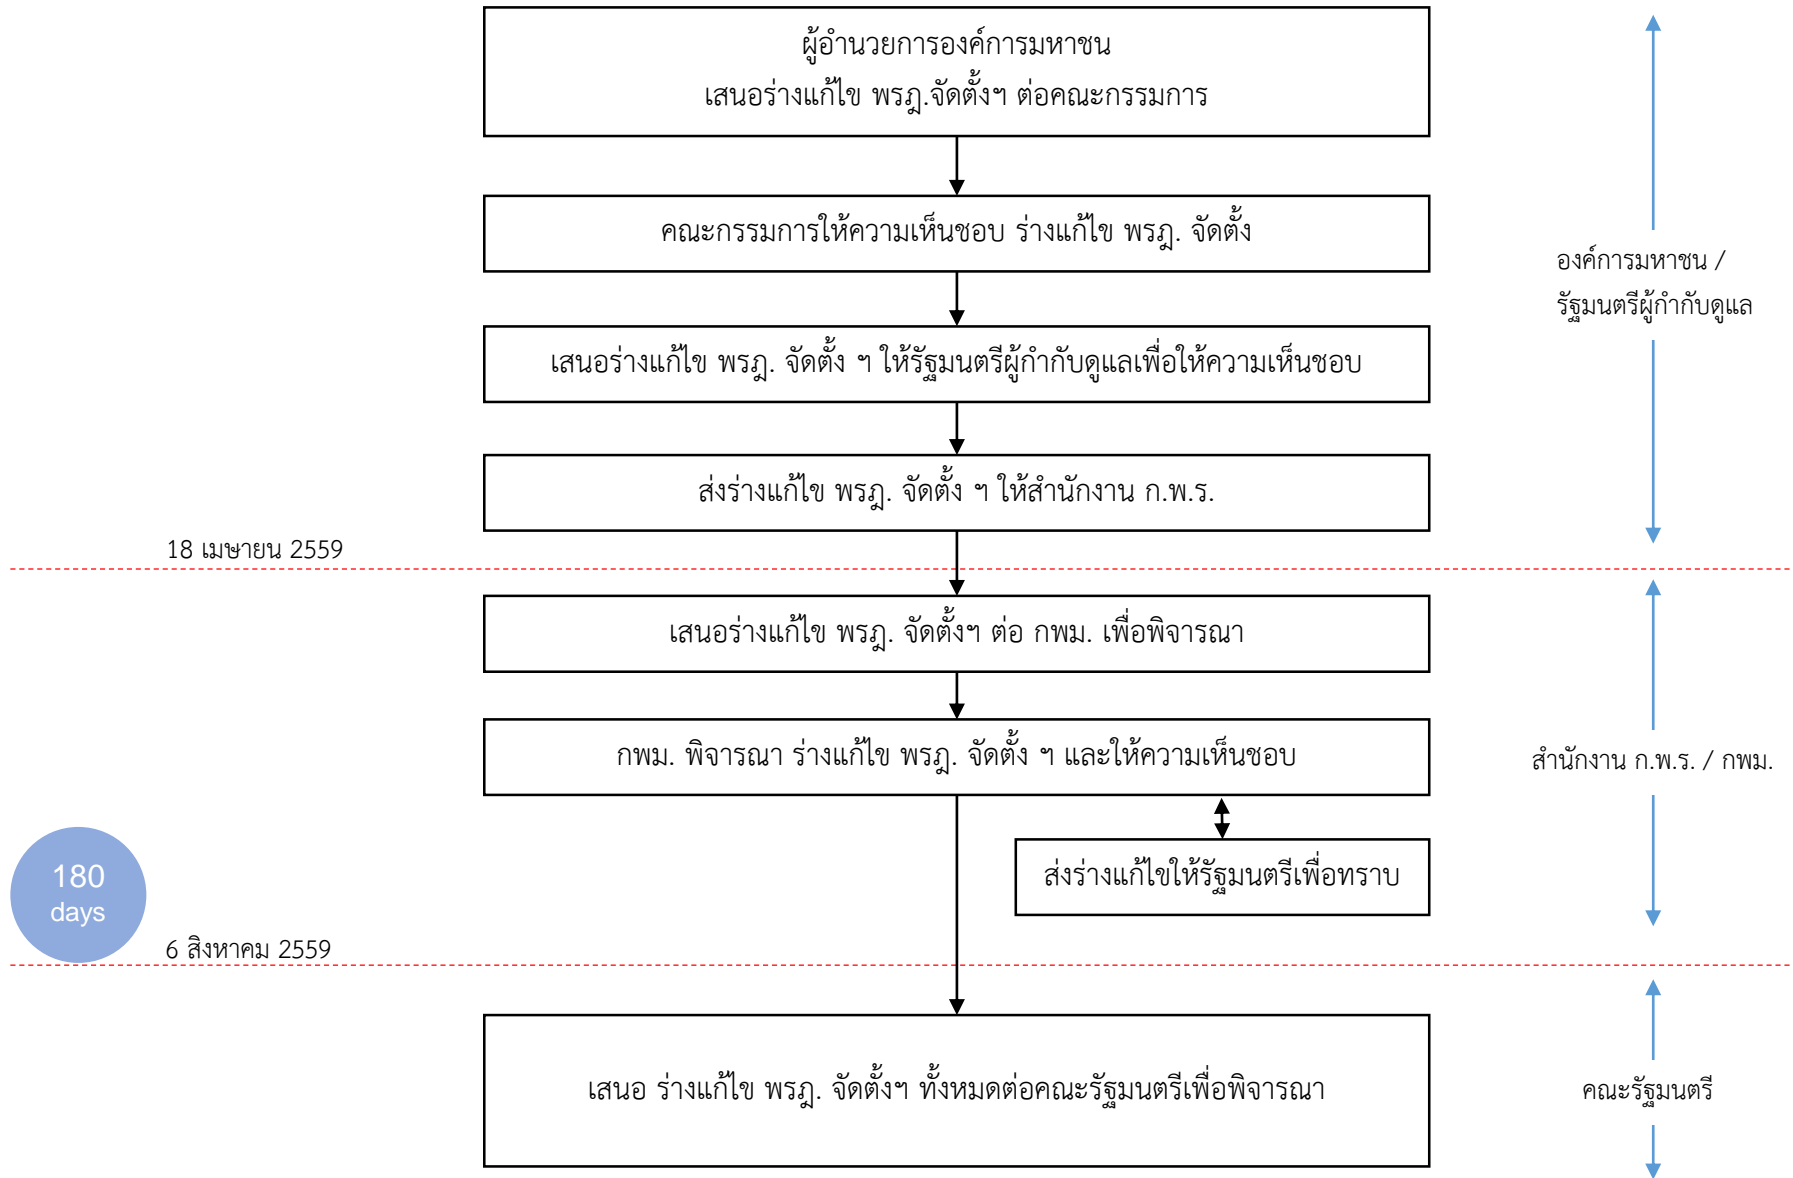 ผู้อำนวยการองค์การมหาชน
เสนอร่างแก้ไข พรฎ.จัดตั้งฯ ต่อคณะกรรมการ
คณะกรรมการให้ความเห็นชอบ ร่างแก้ไข พรฎ. จัดตั้ง
องค์การมหาชน /
รัฐมนตรีผู้กำกับดูแล
เสนอร่างแก้ไข พรฎ. จัดตั้ง ฯ ให้รัฐมนตรีผู้กำกับดูแลเพื่อให้ความเห็นชอบ
ส่งร่างแก้ไข พรฎ. จัดตั้ง ฯ ให้สำนักงาน ก.พ.ร.
18 เมษายน 2559
เสนอร่างแก้ไข พรฎ. จัดตั้งฯ ต่อ กพม. เพื่อพิจารณา
กพม. พิจารณา ร่างแก้ไข พรฎ. จัดตั้ง ฯ และให้ความเห็นชอบ
สำนักงาน ก.พ.ร. / กพม.
ส่งร่างแก้ไขให้รัฐมนตรีเพื่อทราบ
180
days
6 สิงหาคม 2559
เสนอ ร่างแก้ไข พรฎ. จัดตั้งฯ ทั้งหมดต่อคณะรัฐมนตรีเพื่อพิจารณา
คณะรัฐมนตรี